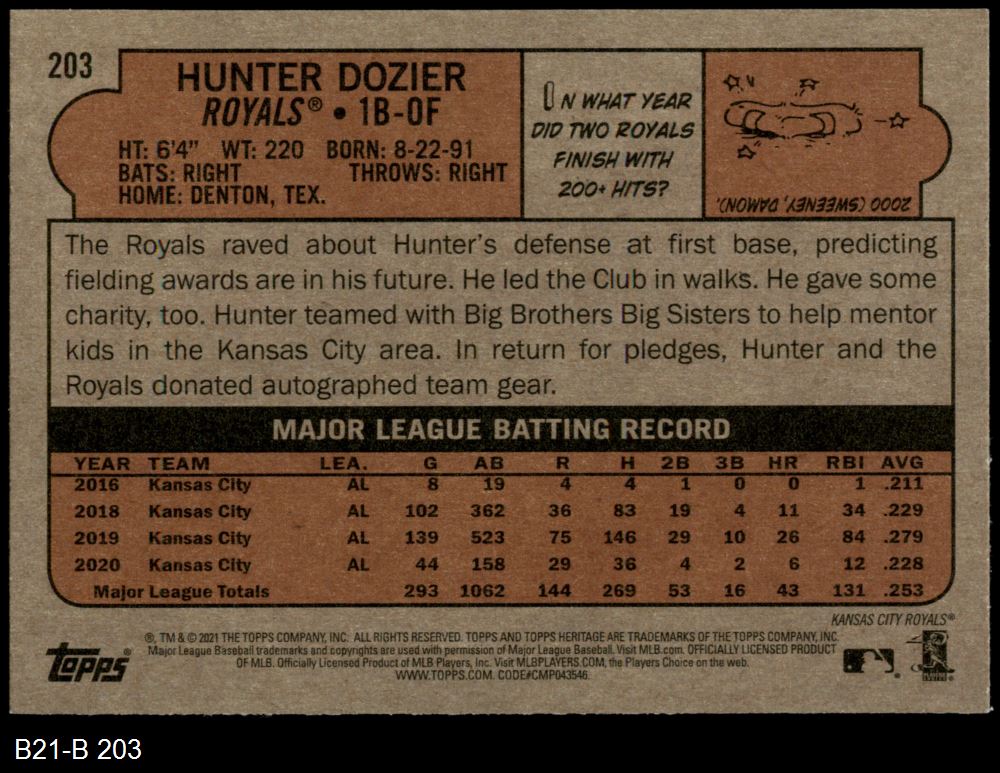 203
HUNTER DOZIER
ROYALS® • 1B-OF
HT: 6'4" WT: 220 BORN: 8-22-91
BATS: RIGHT THROWS: RIGHT
HOME: DENTON, TEX.
IN WHAT YEAR
DID TWO ROYALS
FINISH WITH
200+ HITS?
2000 (SWEENEY, DAMON).
The Royals raved about Hunter's defense at first base, predicting
fielding awards are in his future. He led the Club in walks. He gave some
charity, too. Hunter teamed with Big Brothers Big Sisters to help mentor
kids in the Kansas City area. In return for pledges, Hunter and the
Royals donated autographed team gear.
MAJOR LEAGUE BATTING RECORD
YEAR TEAM LEA. G AB R H 2B 3B HR RBI AVG
2016 Kansas City AL 8 19 4 4 1 0 0 1 .211
2018 Kansas City AL 102 362 36 83 19 4 11 34 .229
2019 Kansas City AL 139 523 75 146 29 10 26 84 .279
2020 Kansas City AL 44 158 29 36 4 2 6 12 .228
Major League Totals 293 1062 144 269 53 16 43 131 .253
KANSAS CITY ROYALS®
®, TM & © 2021 THE TOPPS COMPANY, INC. ALL RIGHTS RESERVED. TOPPS AND TOPPS HERITAGE ARE TRADEMARKS OF THE TOPPS COMPANY, INC.
Major League Baseball trademarks and copyrights are used with permission of Major League Baseball. Visit MLB.com. OFFICIALLY LICENSED PRODUCT
OF MLB. Officially Licensed Product of MLB Players, Inc. Visit MLBPLAYERS.COM, the Players Choice on the web.
WWW.TOPPS.COM. CODE#CMP043546
topps®
B21-B 203